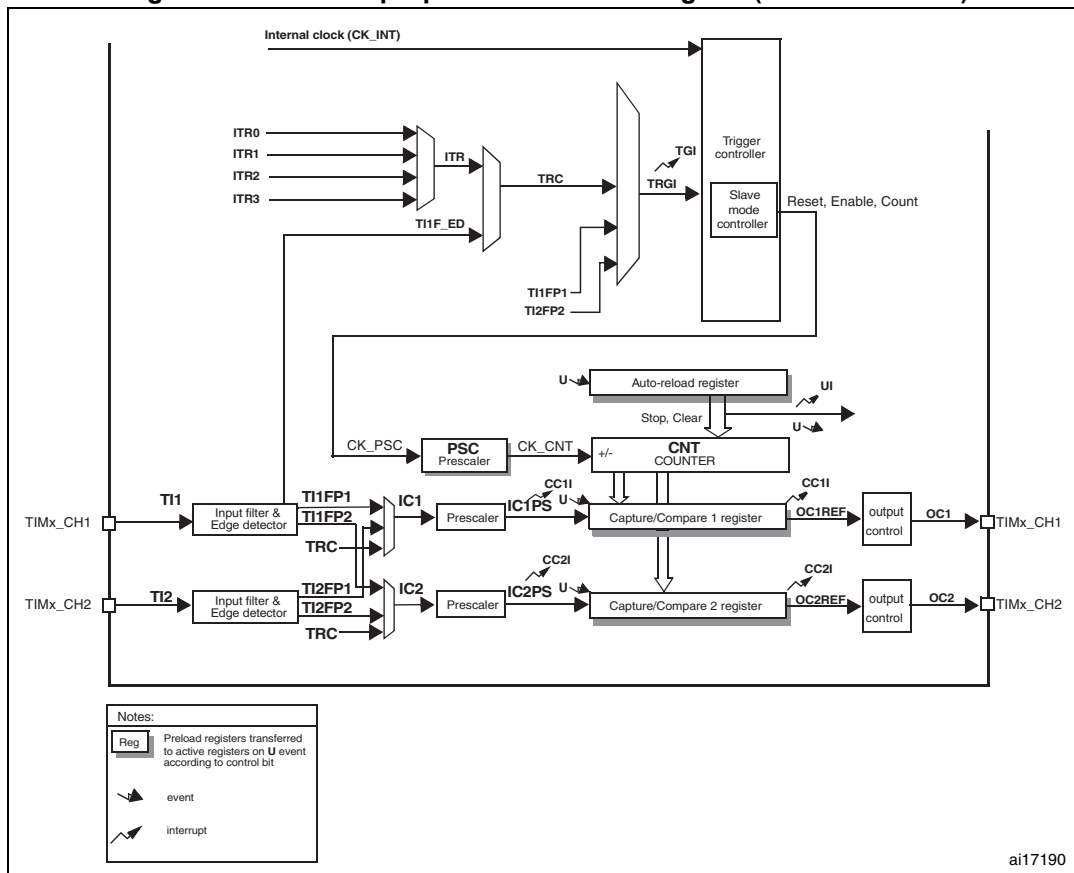 Internal clock (CK_INT)
Trigger
controller
ITR0
ITR1
ITR2
ITR3
ITR
TI1F_ED
TRC
TGI
TRGI
Slave
mode
controller
Reset, Enable, Count
TI1FP1
TI2FP2
U
Auto-reload register
UI
Stop, Clear
U
CK_PSC
PSC
Prescaler
CK_CNT
+/-
CNT
COUNTER
TIMx_CH1
TI1
Input filter &
Edge detector
TI1FP1
TI1FP2
TRC
IC1
Prescaler
IC1PS
CC1I
U
Capture/Compare 1 register
CC1I
OC1REF
output
control
OC1
TIMx_CH1
TIMx_CH2
TI2
Input filter &
Edge detector
TI2FP1
TI2FP2
TRC
IC2
Prescaler
IC2PS
CC2I
U
Capture/Compare 2 register
CC2I
OC2REF
output
control
OC2
TIMx_CH2
Notes:
Reg
Preload registers transferred
to active registers on U event
according to control bit
event
interrupt
ai17190